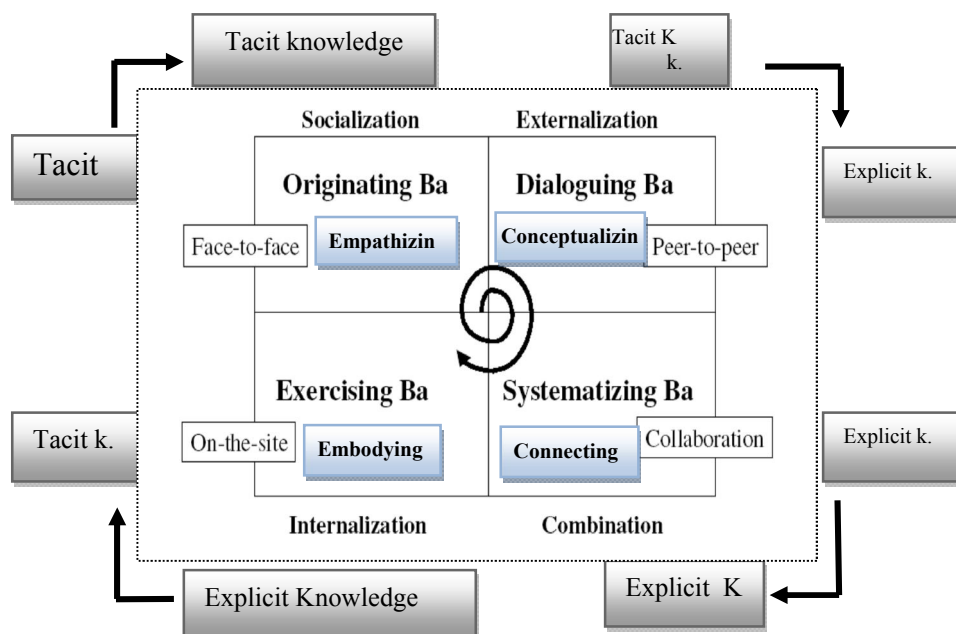 Tacit knowledge
Tacit K
k.
Socialization
Externalization
Tacit
Explicit k.
Originating Ba
Dialoguing Ba
Face-to-face
Empathizin
Conceptualizin
Peer-to-peer
Exercising Ba
Systematizing Ba
Tacit k.
On-the-site
Embodying
Connecting
Collaboration
Explicit k.
Internalization
Combination
Explicit Knowledge
Explicit K